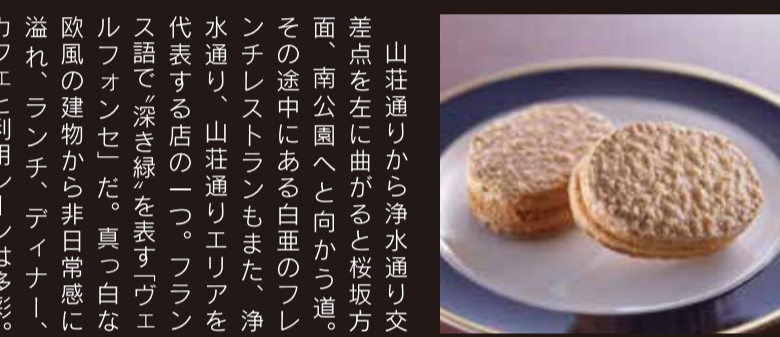 山荘通りから浄水通り交
差点を左に曲がると桜坂方
面、南公園へと向かう道。
その途中にある白亜のフレ
ンチレストランもまた、浄
水通り、山荘通りエリアを
代表する店の一つ。フラン
ス語で〝深き緑〟を表す「ヴェ
ルフォンセ」だ。真っ白な
欧風の建物から非日常感に
溢れ、ランチ、ディナー、
カフェと利用シーンは多彩。